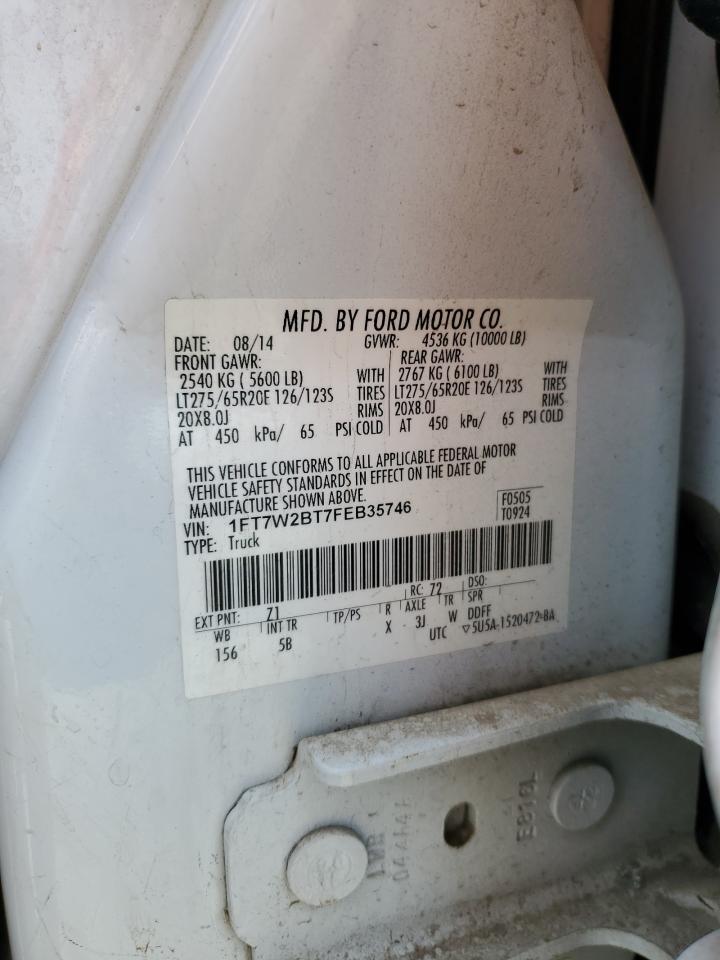 MFD. BY FORD MOTOR CO.
DATE: 08/14 GVWR: 4536 KG (10000 LB)
FRONT GAWR: REAR GAWR:
2540 KG ( 5600 LB) WITH 2767 KG ( 6100 LB) WITH
LT275/65R20E 126/123S TIRES LT275/65R20E 126/123S TIRES
20X8.0J RIMS 20X8.0J RIMS
AT 450 kPa/ 65 PSI COLD AT 450 kPa/ 65 PSI COLD
THIS VEHICLE CONFORMS TO ALL APPLICABLE FEDERAL MOTOR
VEHICLE SAFETY STANDARDS IN EFFECT ON THE DATE OF
MANUFACTURE SHOWN ABOVE.
VIN: 1FT7W2BT7FEB35746 F0505
TYPE: Truck T0924
EXT PNT: Z1 RC: 72 DSO:
WB INT TR TP/PS R AXLE TR SPR
156 5B X 3J W DDFF
UTC ▽5U5A-1520472-BA
E818L